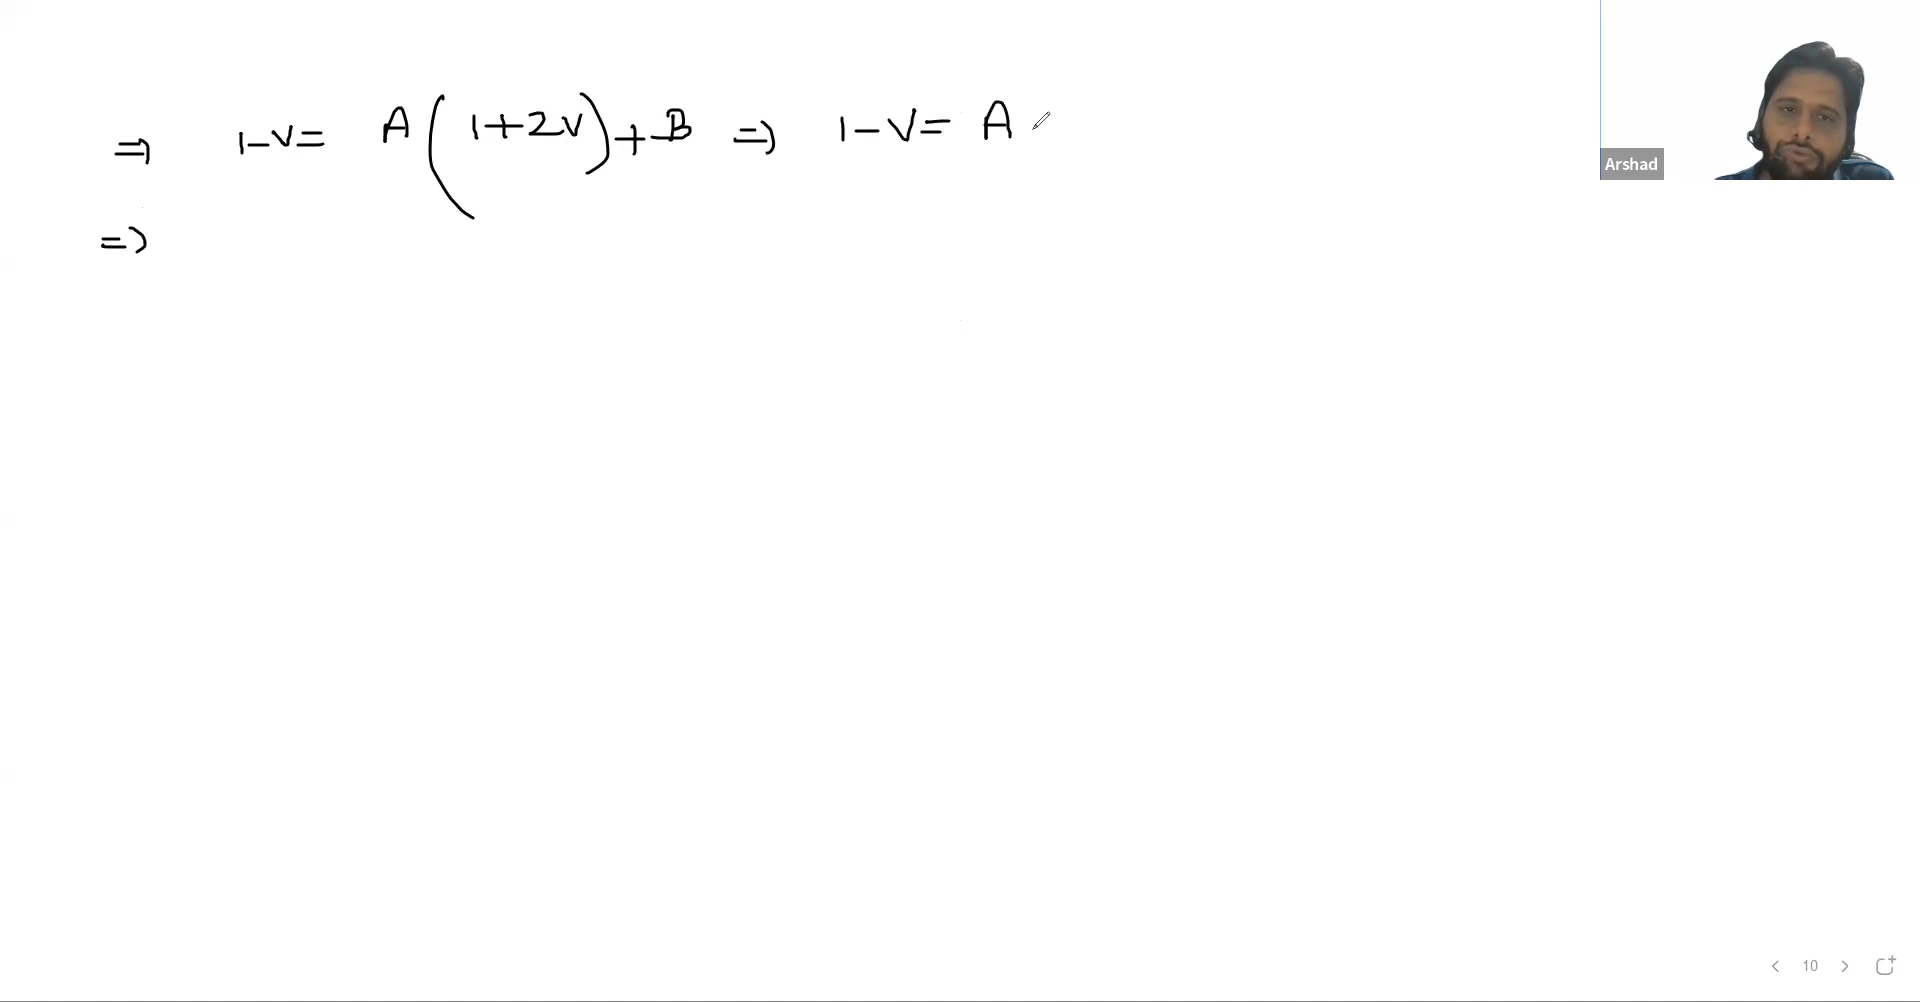 ⇒ 1-V= A(1+2V)+B ⇒ 1-V= A
Arshad
⇒
10